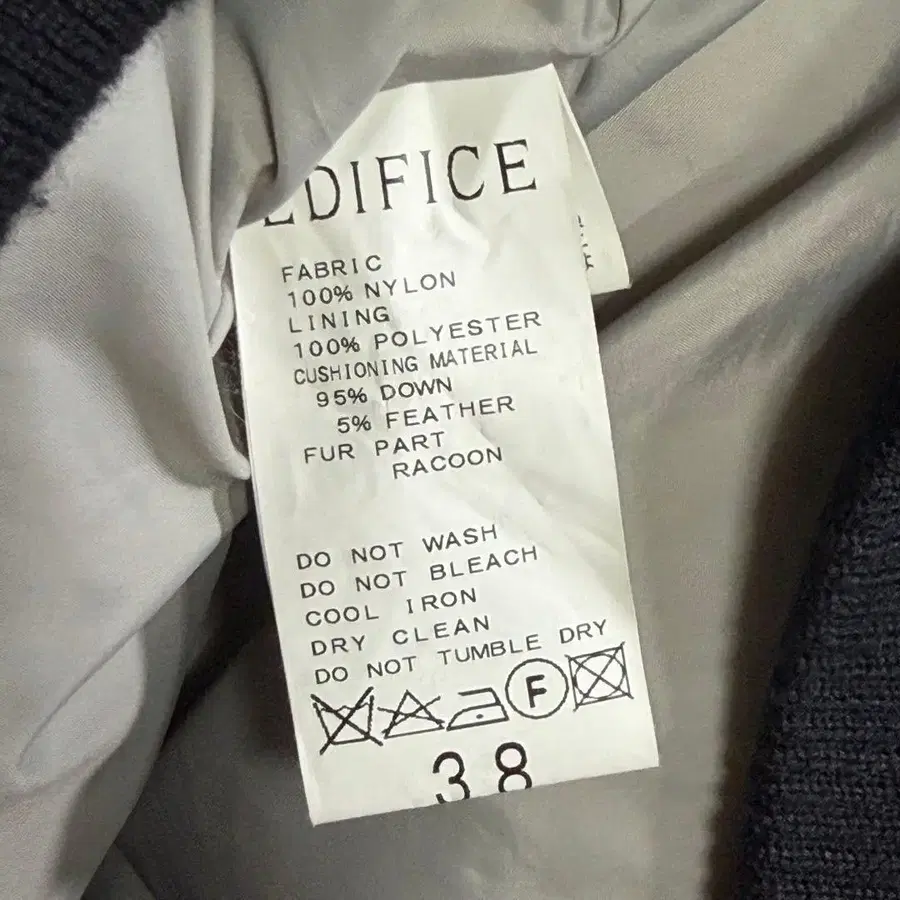 EDIFICE
FABRIC
100% NYLON
LINING
100% POLYESTER
CUSHIONING MATERIAL
95% DOWN
5% FEATHER
FUR PART
RACOON
DO NOT WASH
DO NOT BLEACH
COOL IRON
DRY CLEAN
DO NOT TUMBLE DRY
F
38